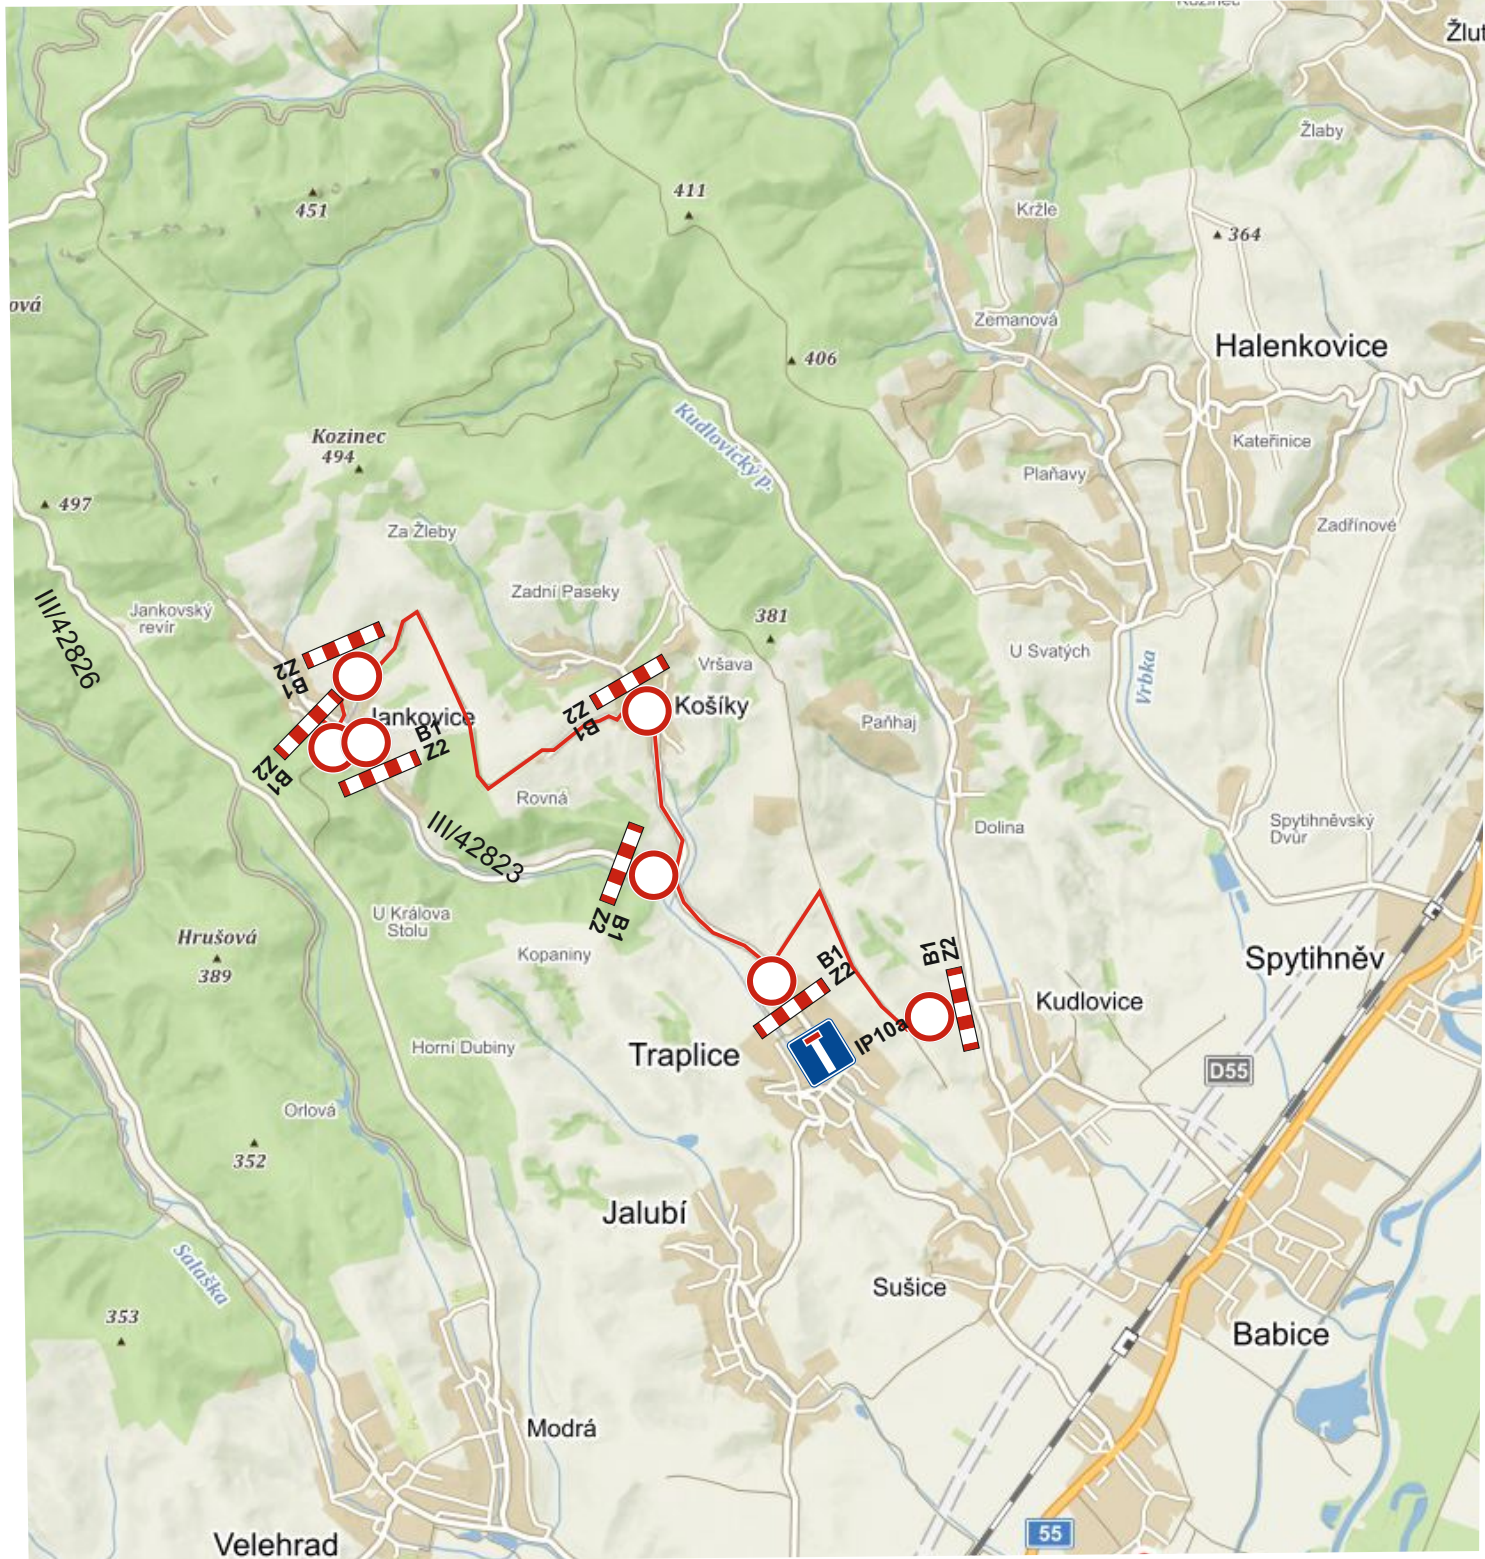 Žlut
Žlaby
411
451
Kržle
364
ová
Zemanová
Halenkovice
406
Kudlovický p.
Kozinec
494
Kateřinice
Plaňavy
497
Zadřínové
Za Žleby
III/42826
Jankovský
revír
Zadní Paseky
381
U Svatých
Vrbka
Vršava
Z2
B1
Košíky
Z2
B1
Paňhaj
Jankovice
B1
Z2
Z2
B1
Rovná
III/42823
Dolina
Spytihněvský
Dvůr
U Králova
Stolu
B1
Z2
Hrušová
389
Kopaniny
B1
Z2
B1
Z2
Spytihněv
Kudlovice
IP10a
Horní Dubiny
Traplice
D55
Orlová
352
Jalubí
Salaška
Sušice
353
Babice
Modrá
Velehrad
55